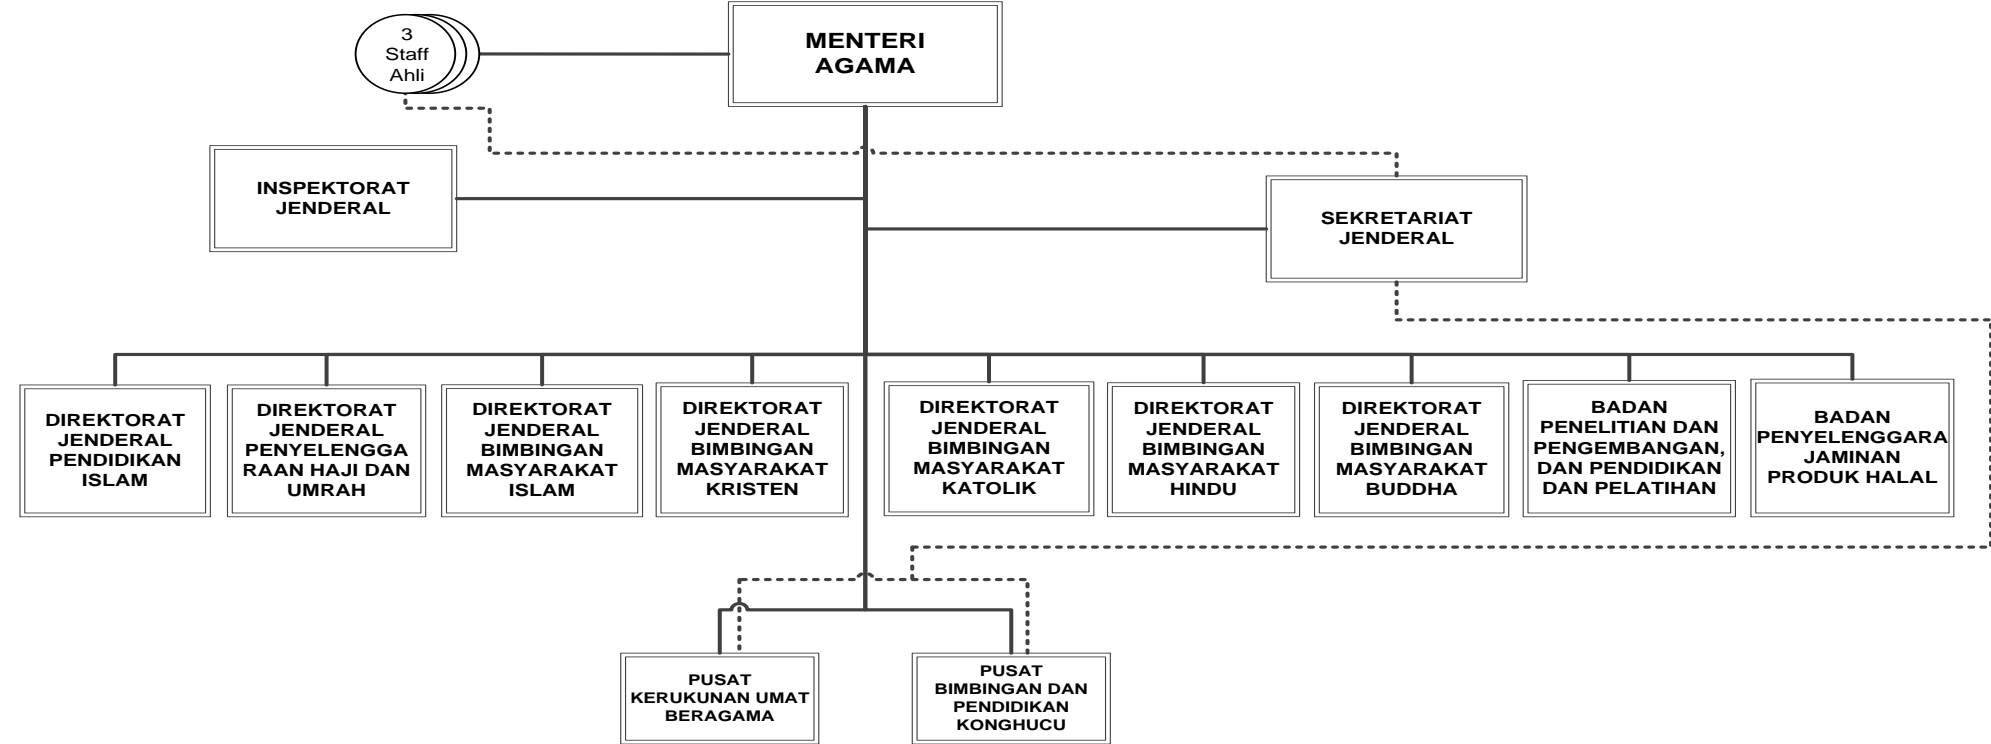 3
Staff
Ahli
MENTERI
AGAMA
INSPEKTORAT
JENDERAL
SEKRETARIAT
JENDERAL
DIREKTORAT
JENDERAL
PENDIDIKAN
ISLAM
DIREKTORAT
JENDERAL
PENYELENGGA
RAAN HAJI DAN
UMRAH
DIREKTORAT
JENDERAL
BIMBINGAN
MASYARAKAT
ISLAM
DIREKTORAT
JENDERAL
BIMBINGAN
MASYARAKAT
KRISTEN
DIREKTORAT
JENDERAL
BIMBINGAN
MASYARAKAT
KATOLIK
DIREKTORAT
JENDERAL
BIMBINGAN
MASYARAKAT
HINDU
DIREKTORAT
JENDERAL
BIMBINGAN
MASYARAKAT
BUDDHA
BADAN
PENELITIAN DAN
PENGEMBANGAN,
DAN PENDIDIKAN
DAN PELATIHAN
BADAN
PENYELENGGARA
JAMINAN
PRODUK HALAL
PUSAT
KERUKUNAN UMAT
BERAGAMA
PUSAT
BIMBINGAN DAN
PENDIDIKAN
KONGHUCU